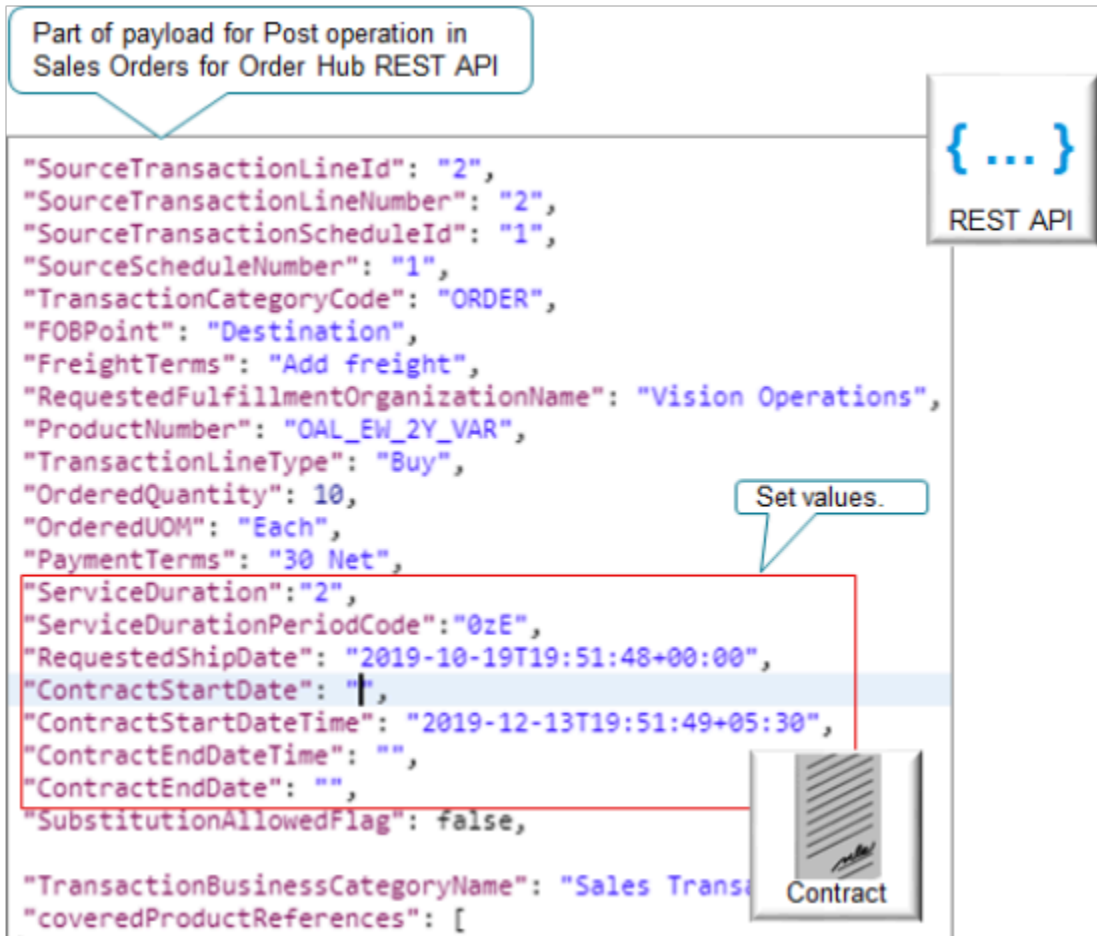 Part of payload for Post operation in
Sales Orders for Order Hub REST API
{ ... }
REST API
"SourceTransactionLineId": "2",
"SourceTransactionLineNumber": "2",
"SourceTransactionScheduleId": "1",
"SourceScheduleNumber": "1",
"TransactionCategoryCode": "ORDER",
"FOBPoint": "Destination",
"FreightTerms": "Add freight",
"RequestedFulfillmentOrganizationName": "Vision Operations",
"ProductNumber": "OAL_EW_2Y_VAR",
"TransactionLineType": "Buy",
"OrderedQuantity": 10,
"OrderedUOM": "Each",
"PaymentTerms": "30 Net",
Set values.
"ServiceDuration":"2",
"ServiceDurationPeriodCode":"0zE",
"RequestedShipDate": "2019-10-19T19:51:48+00:00",
"ContractStartDate": "",
"ContractStartDateTime": "2019-12-13T19:51:49+05:30",
"ContractEndDateTime": "",
"ContractEndDate": "",
"SubstitutionAllowedFlag": false,
"TransactionBusinessCategoryName": "Sales Transa
Contract
"coveredProductReferences": [